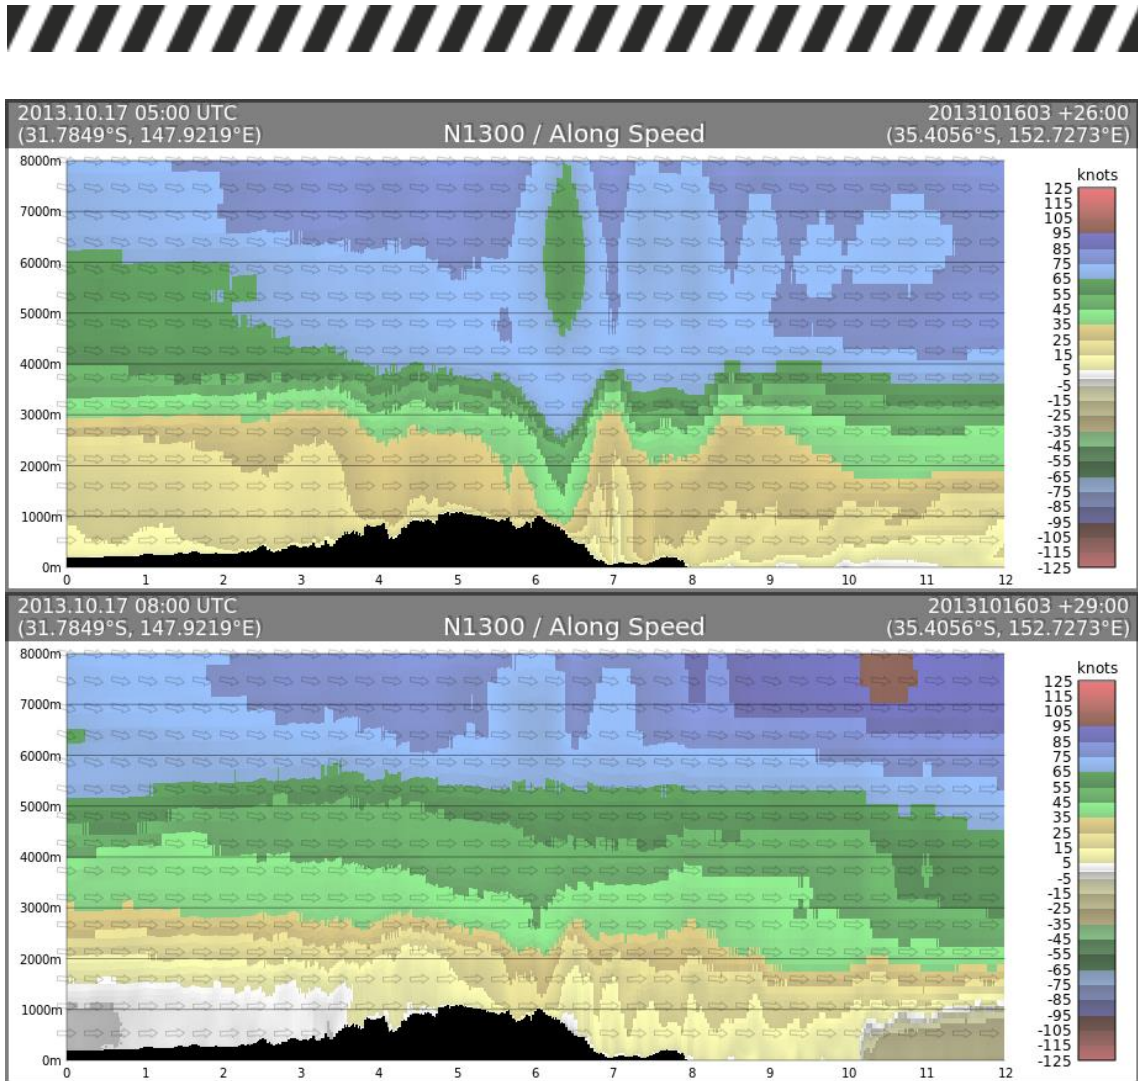 2013.10.17 05:00 UTC 2013101603 +26:00
(31.7849°S, 147.9219°E) N1300 / Along Speed (35.4056°S, 152.7273°E)
8000m
7000m
6000m
5000m
4000m
3000m
2000m
1000m
0m
0 1 2 3 4 5 6 7 8 9 10 11 12
knots
125
115
105
95
85
75
65
55
45
35
25
15
5
-5
-15
-25
-35
-45
-55
-65
-75
-85
-95
-105
-115
-125
2013.10.17 08:00 UTC 2013101603 +29:00
(31.7849°S, 147.9219°E) N1300 / Along Speed (35.4056°S, 152.7273°E)
8000m
7000m
6000m
5000m
4000m
3000m
2000m
1000m
0m
0 1 2 3 4 5 6 7 8 9 10 11 12
knots
125
115
105
95
85
75
65
55
45
35
25
15
5
-5
-15
-25
-35
-45
-55
-65
-75
-85
-95
-105
-115
-125